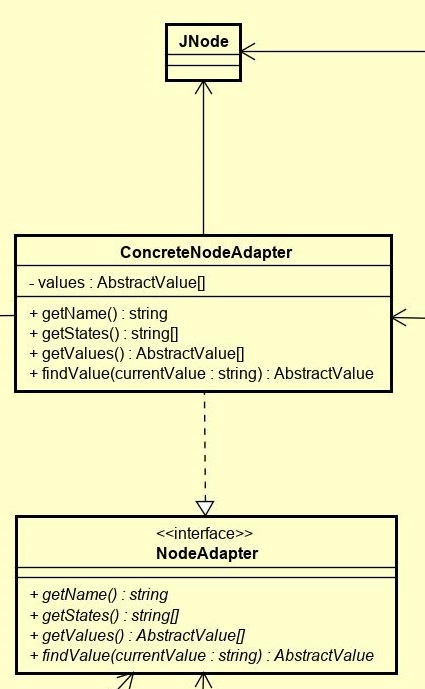 JNode
ConcreteNodeAdapter
- values : AbstractValue[]
+ getName() : string
+ getStates() : string[]
+ getValues() : AbstractValue[]
+ findValue(currentValue : string) : AbstractValue
<<interface>>
NodeAdapter
+ getName() : string
+ getStates() : string[]
+ getValues() : AbstractValue[]
+ findValue(currentValue : string) : AbstractValue